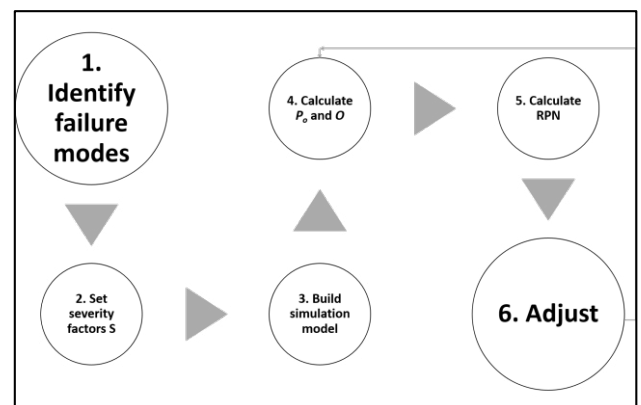 1.
Identify
failure
modes
2. Set
severity
factors S
3. Build
simulation
model
4. Calculate
Pₒ and O
5. Calculate
RPN
6. Adjust